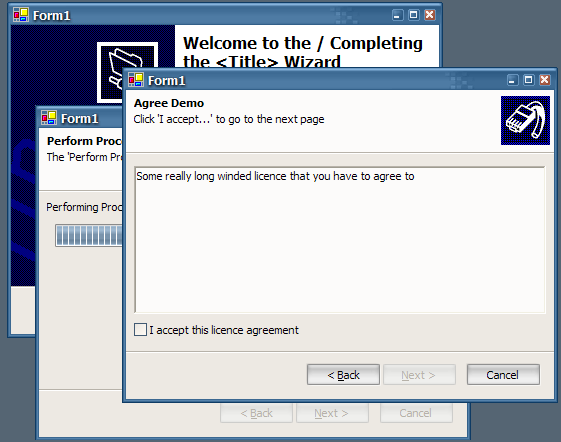 Form1
Welcome to the / Completing
the <Title> Wizard
Form1
Perform Proc
The 'Perform Pr
Performing Proc
< Back Next > Cancel
Form1
Agree Demo
Click 'I accept...' to go to the next page
Some really long winded licence that you have to agree to
I accept this licence agreement
< Back Next > Cancel